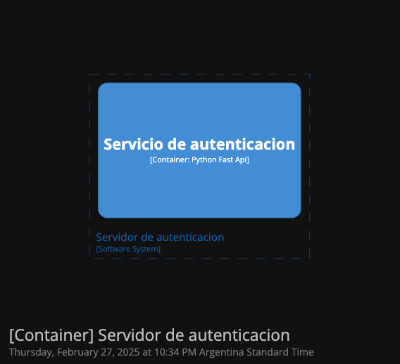 Servicio de autenticacion
[Container: Python Fast Api]
Servidor de autenticacion
[Software System]
[Container] Servidor de autenticacion
Thursday, February 27, 2025 at 10:34 PM Argentina Standard Time